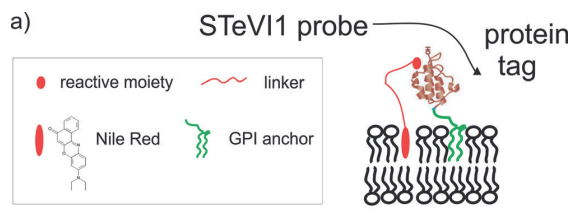 a)
STeVI1 probe
protein
tag
reactive moiety
linker
Nile Red
GPI anchor